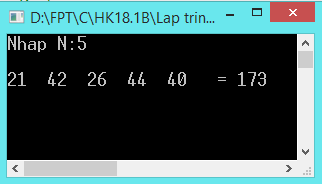 D:\FPT\C\HK18.1B\Lap trin...
Nhap N:5
21  42  26  44  40   = 173